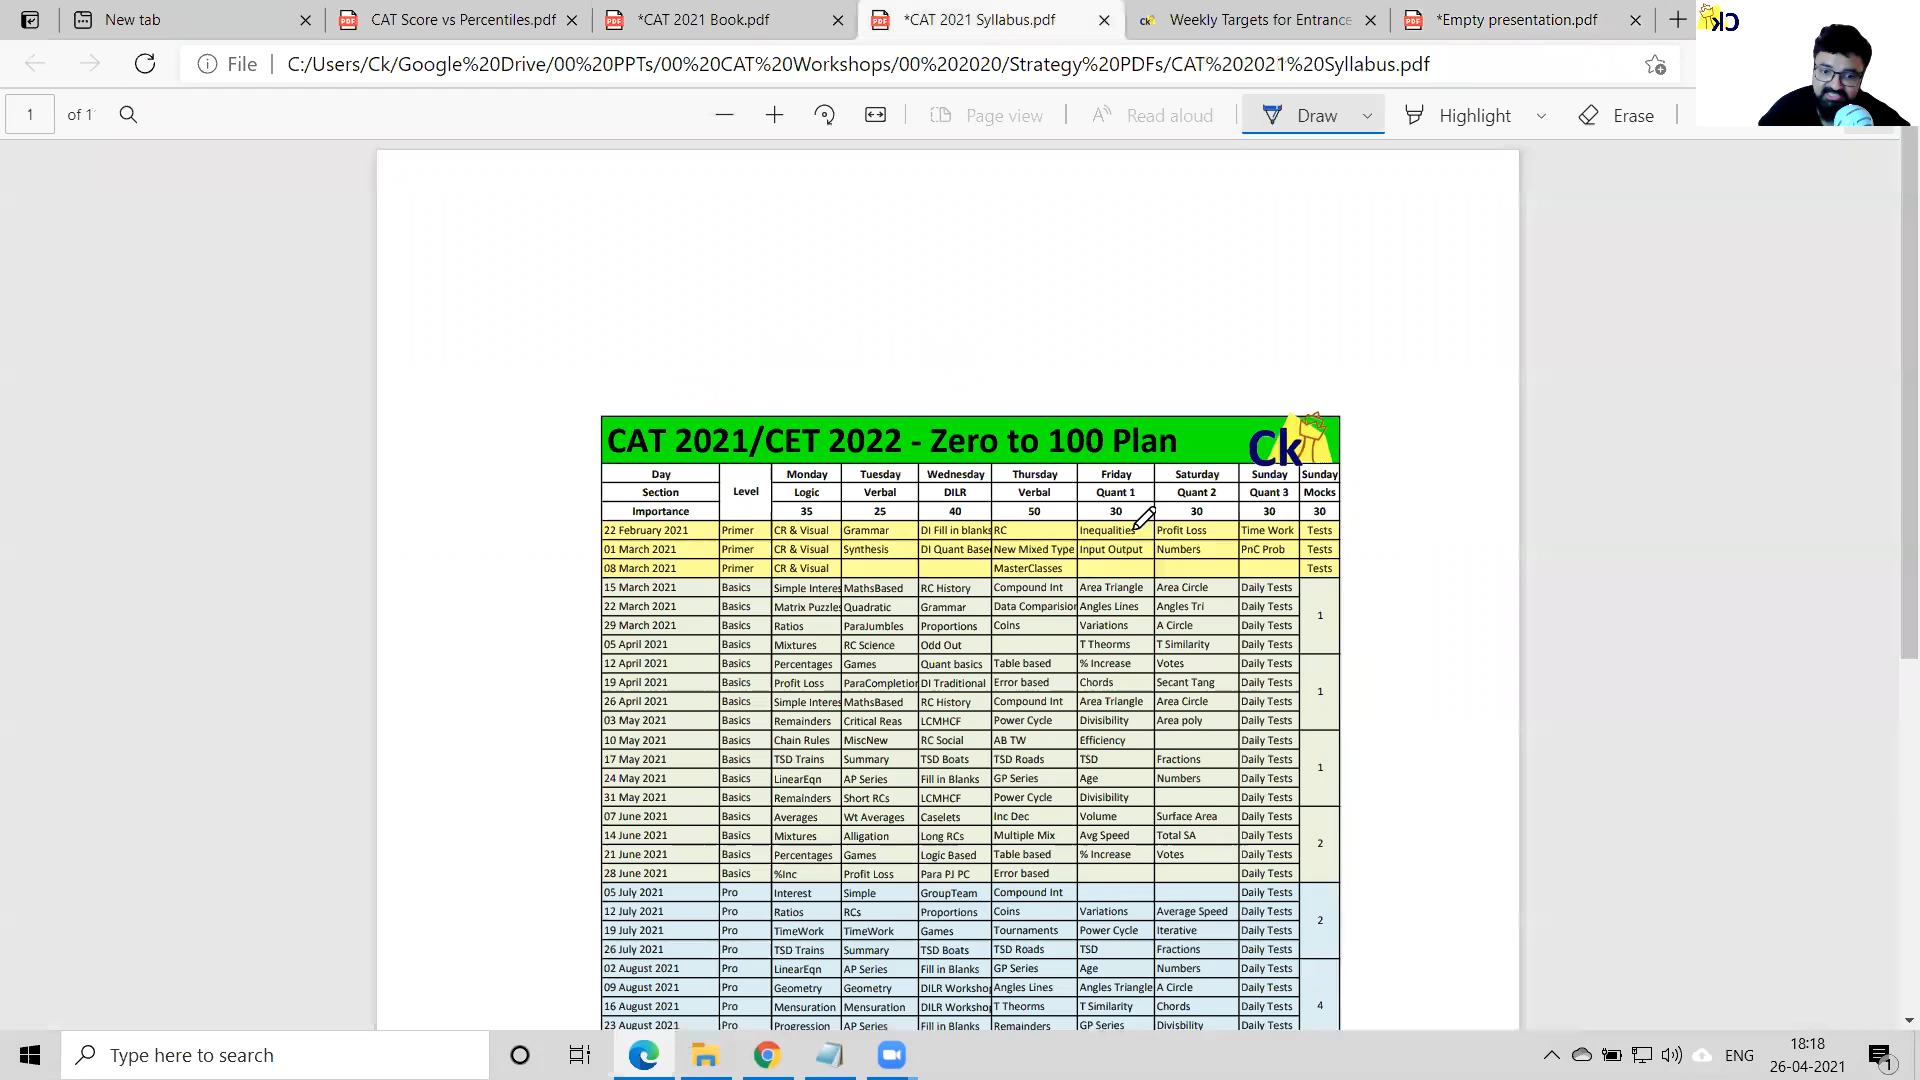 New tab
CAT Score vs Percentiles.pdf
*CAT 2021 Book.pdf
*CAT 2021 Syllabus.pdf
Weekly Targets for Entrance
*Empty presentation.pdf
File
C:/Users/Ck/Google%20Drive/00%20PPTs/00%20CAT%20Workshops/00%202020/Strategy%20PDFs/CAT%202021%20Syllabus.pdf
1 of 1
Page view
Read aloud
Draw
Highlight
Erase
CAT 2021/CET 2022 - Zero to 100 Plan Ck
Day Level Monday Tuesday Wednesday Thursday Friday Saturday Sunday Sunday
Section Logic Verbal DILR Verbal Quant 1 Quant 2 Quant 3 Mocks
Importance 35 25 40 50 30 30 30 30
22 February 2021 Primer CR & Visual Grammar DI Fill in blanks RC Inequalities Profit Loss Time Work Tests
01 March 2021 Primer CR & Visual Synthesis DI Quant Base New Mixed Type Input Output Numbers PnC Prob Tests
08 March 2021 Primer CR & Visual MasterClasses Tests
15 March 2021 Basics Simple Interes MathsBased RC History Compound Int Area Triangle Area Circle Daily Tests
22 March 2021 Basics Matrix Puzzle Quadratic Grammar Data Comparision Angles Lines Angles Tri Daily Tests 1
29 March 2021 Basics Ratios ParaJumbles Proportions Coins Variations A Circle Daily Tests
05 April 2021 Basics Mixtures RC Science Odd Out T Theorms T Similarity Daily Tests
12 April 2021 Basics Percentages Games Quant basics Table based % Increase Votes Daily Tests
19 April 2021 Basics Profit Loss ParaCompletion DI Traditional Error based Chords Secant Tang Daily Tests 1
26 April 2021 Basics Simple Interes MathsBased RC History Compound Int Area Triangle Area Circle Daily Tests
03 May 2021 Basics Remainders Critical Reas LCMHCF Power Cycle Divisibility Area poly Daily Tests
10 May 2021 Basics Chain Rules MiscNew RC Social AB TW Efficiency Daily Tests
17 May 2021 Basics TSD Trains Summary TSD Boats TSD Roads TSD Fractions Daily Tests 1
24 May 2021 Basics LinearEqn AP Series Fill in Blanks GP Series Age Numbers Daily Tests
31 May 2021 Basics Remainders Short RCs LCMHCF Power Cycle Divisibility Daily Tests
07 June 2021 Basics Averages Wt Averages Caselets Inc Dec Volume Surface Area Daily Tests
14 June 2021 Basics Mixtures Alligation Long RCs Multiple Mix Avg Speed Total SA Daily Tests 2
21 June 2021 Basics Percentages Games Logic Based Table based % Increase Votes Daily Tests
28 June 2021 Basics %Inc Profit Loss Para PJ PC Error based Daily Tests
05 July 2021 Pro Interest Simple GroupTeam Compound Int Daily Tests
12 July 2021 Pro Ratios RCs Proportions Coins Variations Average Speed Daily Tests 2
19 July 2021 Pro TimeWork TimeWork Games Tournaments Power Cycle Iterative Daily Tests
26 July 2021 Pro TSD Trains Summary TSD Boats TSD Roads TSD Fractions Daily Tests
02 August 2021 Pro LinearEqn AP Series Fill in Blanks GP Series Age Numbers Daily Tests
09 August 2021 Pro Geometry Geometry DILR Worksho Angles Lines Angles Triangle A Circle Daily Tests
16 August 2021 Pro Mensuration Mensuration DILR Worksho T Theorms T Similarity Chords Daily Tests 4
23 August 2021 Pro Progression AP Series Fill in Blanks Remainders GP Series Divisbility Daily Tests
Type here to search
ENG
18:18
26-04-2021
1